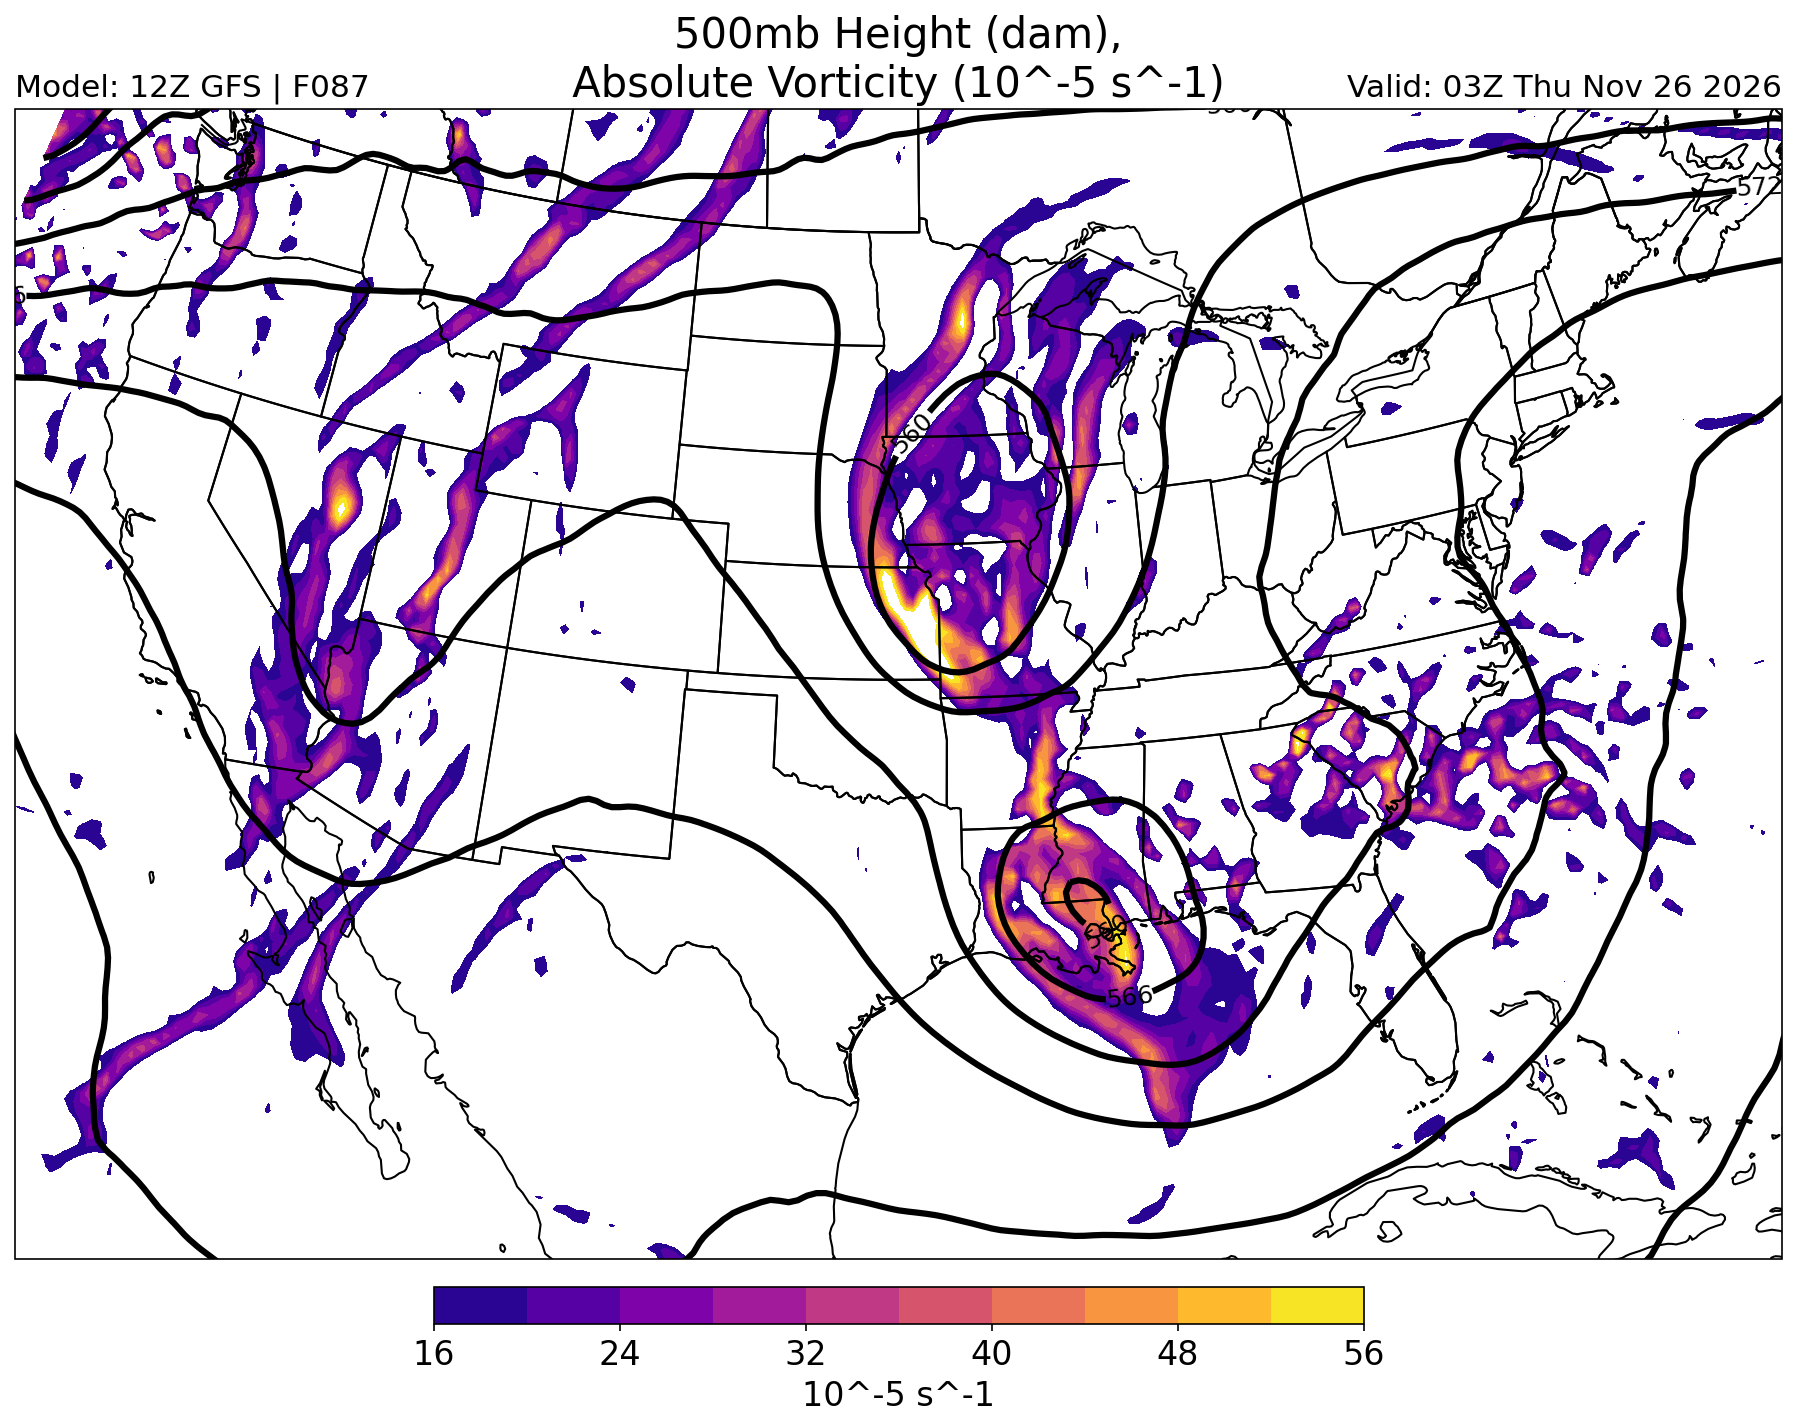 500mb Height (dam),
Model: 12Z GFS | F087
Absolute Vorticity (10^-5 s^-1)
Valid: 03Z Thu Nov 26 2026
572
560
566
16 24 32 40 48 56
10^-5 s^-1